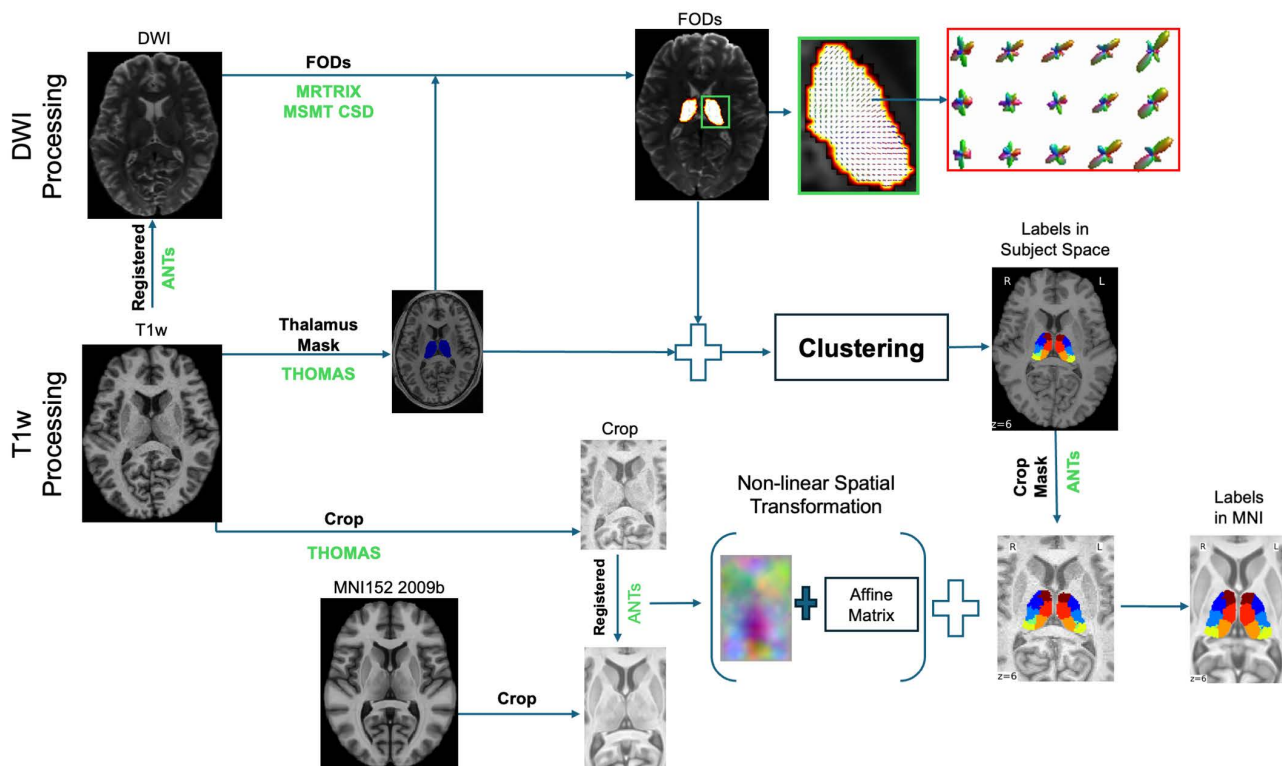 DWI
Processing
DWI
FODs
MRTRIX
MSMT CSD
FODs
Registered
ANTs
Labels in
Subject Space
R
L
z=6
T1w
Processing
T1w
Thalamus
Mask
THOMAS
Clustering
Crop
Mask
ANTs
Crop
THOMAS
Crop
Registered
ANTs
Non-linear Spatial
Transformation
Affine
Matrix
Labels
in MNI
R
L
z=6
R
L
z=6
MNI152 2009b
Crop